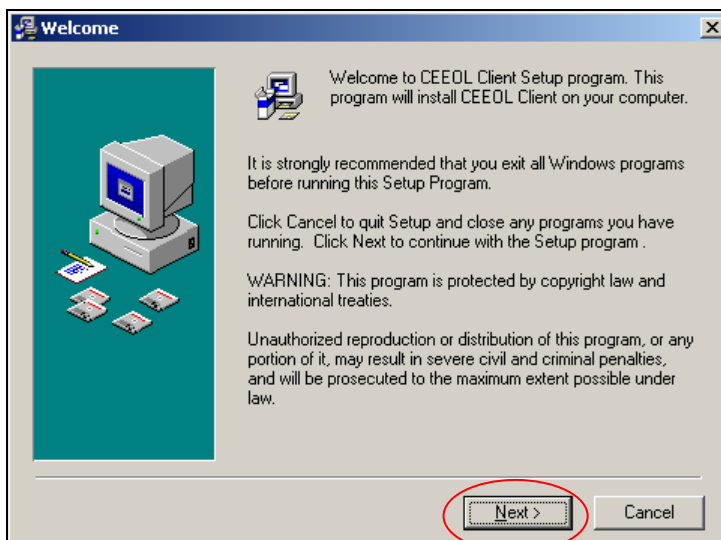 Welcome
Welcome to CEEOL Client Setup program. This
program will install CEEOL Client on your computer.
It is strongly recommended that you exit all Windows programs
before running this Setup Program.
Click Cancel to quit Setup and close any programs you have
running. Click Next to continue with the Setup program .
WARNING: This program is protected by copyright law and
international treaties.
Unauthorized reproduction or distribution of this program, or any
portion of it, may result in severe civil and criminal penalties,
and will be prosecuted to the maximum extent possible under
law.
Next > Cancel